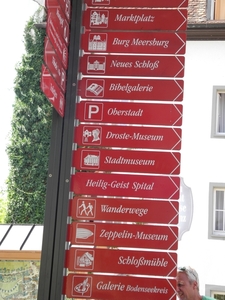 Marktplatz
Burg Meersburg
Neues Schloß
Bibelgalerie
P Oberstadt
Droste-Museum
Stadtmuseum
Heilig-Geist Spital
Wanderwege
Zeppelin-Museum
Schloßmühle
Galerie Bodenseekreis